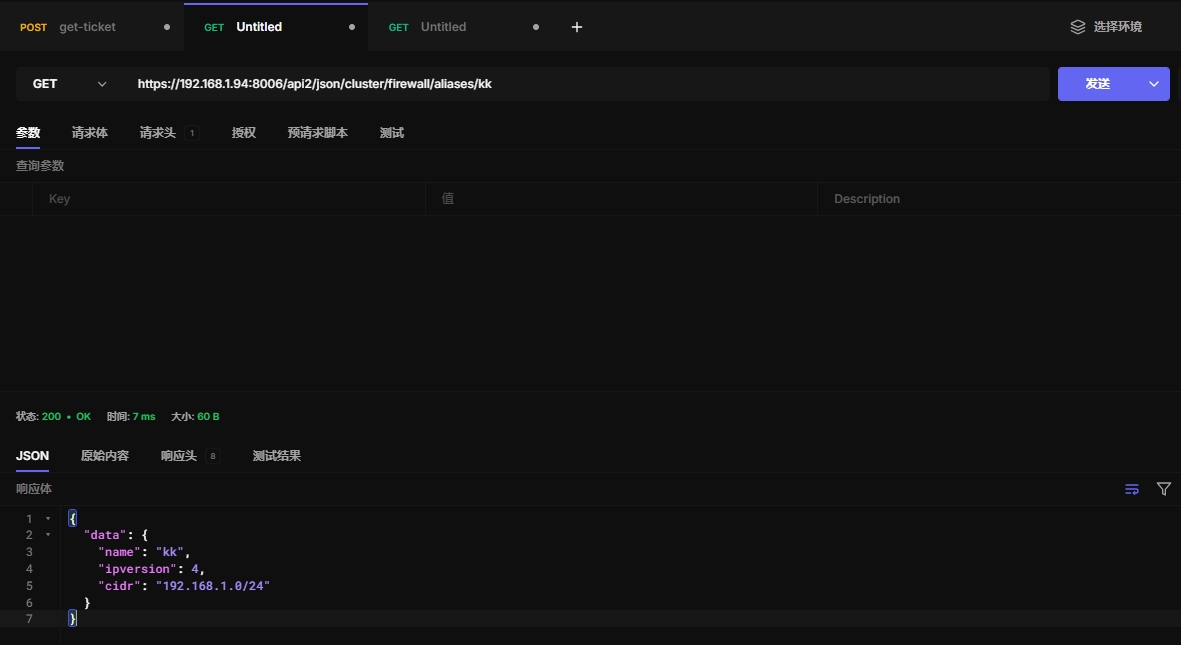 POST get-ticket GET Untitled GET Untitled + 选择环境
GET https://192.168.1.94:8006/api2/json/cluster/firewall/aliases/kk 发送
参数 请求体 请求头 1 授权 预请求脚本 测试
查询参数
Key 值 Description
状态: 200 • OK 时间: 7 ms 大小: 60 B
JSON 原始内容 响应头 8 测试结果
响应体
1 {
2 "data": {
3 "name": "kk",
4 "ipversion": 4,
5 "cidr": "192.168.1.0/24"
6 }
7 }